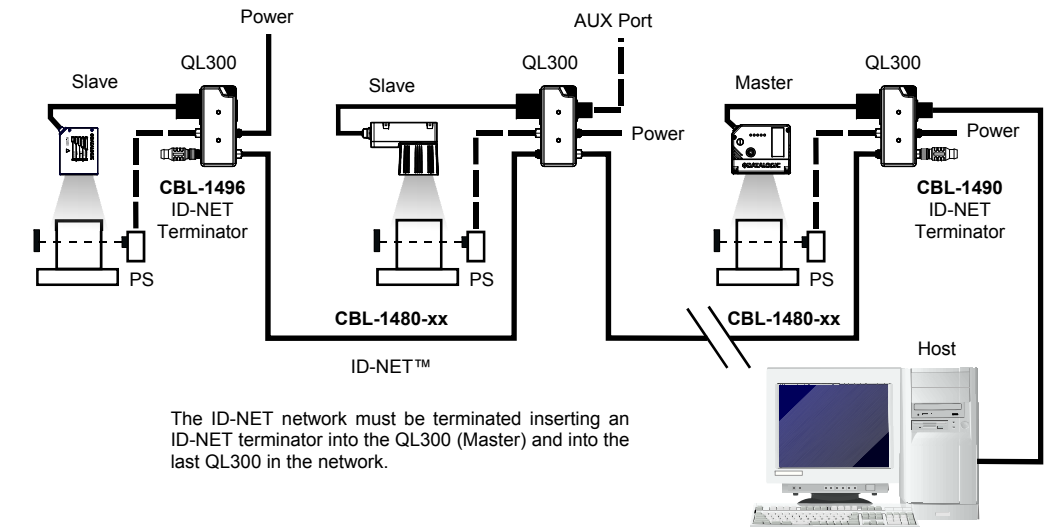 Power
AUX Port
QL300
QL300
QL300
Slave
Slave
Master
Power
Power
CBL-1496
ID-NET
Terminator
DATALOGIC
CBL-1490
ID-NET
Terminator
PS
PS
PS
CBL-1480-xx
CBL-1480-xx
ID-NET™
Host
The ID-NET network must be terminated inserting an
ID-NET terminator into the QL300 (Master) and into the
last QL300 in the network.